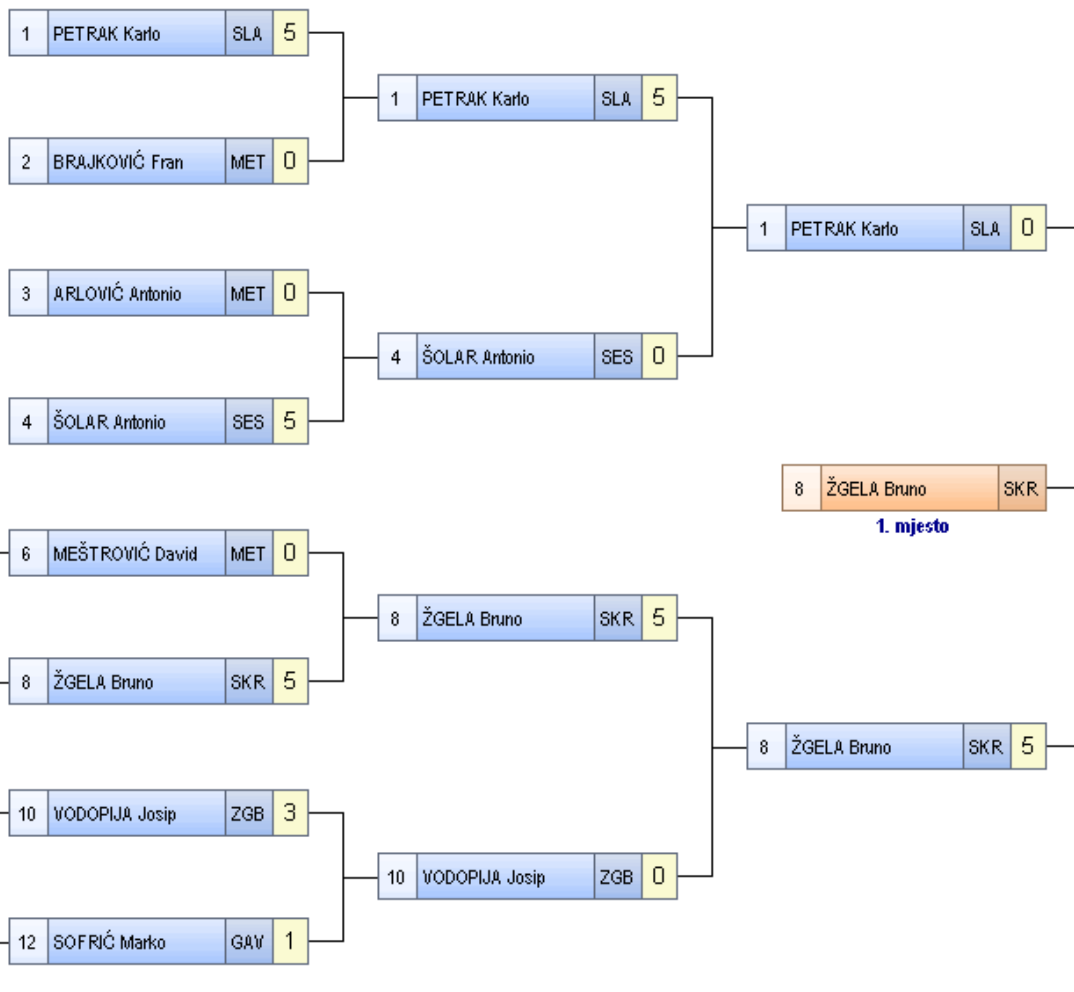 1 PETRAK Karlo SLA 5
1 PETRAK Karlo SLA 5
2 BRAJKOVIĆ Fran MET 0
1 PETRAK Karlo SLA 0
3 ARLOVIĆ Antonio MET 0
4 ŠOLAR Antonio SES 0
4 ŠOLAR Antonio SES 5
8 ŽGELA Bruno SKR
1. mjesto
6 MEŠTROVIĆ David MET 0
8 ŽGELA Bruno SKR 5
8 ŽGELA Bruno SKR 5
8 ŽGELA Bruno SKR 5
10 VODOPIJA Josip ZGB 3
10 VODOPIJA Josip ZGB 0
12 SOFRIĆ Marko GAV 1